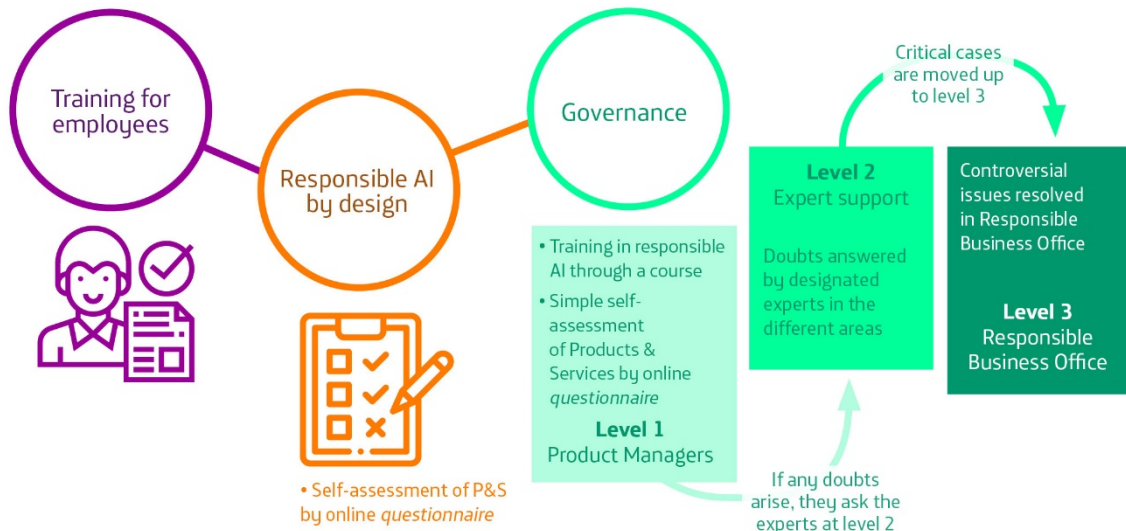 Training for
employees
Responsible AI
by design
• Self-assessment of P&S
by online questionnaire
Governance
• Training in responsible
AI through a course
• Simple self-
assessment
of Products &
Services by online
questionnaire
Level 1
Product Managers
If any doubts
arise, they ask the
experts at level 2
Level 2
Expert support
Doubts answered
by designated
experts in the
different areas
Critical cases
are moved up
to level 3
Controversial
issues resolved
in Responsible
Business Office
Level 3
Responsible
Business Office